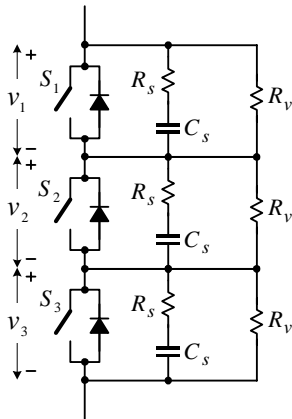 +
S₁ Rₛ Rᵥ
v₁
− Cₛ
+
S₂ Rₛ Rᵥ
v₂
− Cₛ
+
S₃ Rₛ Rᵥ
v₃
− Cₛ